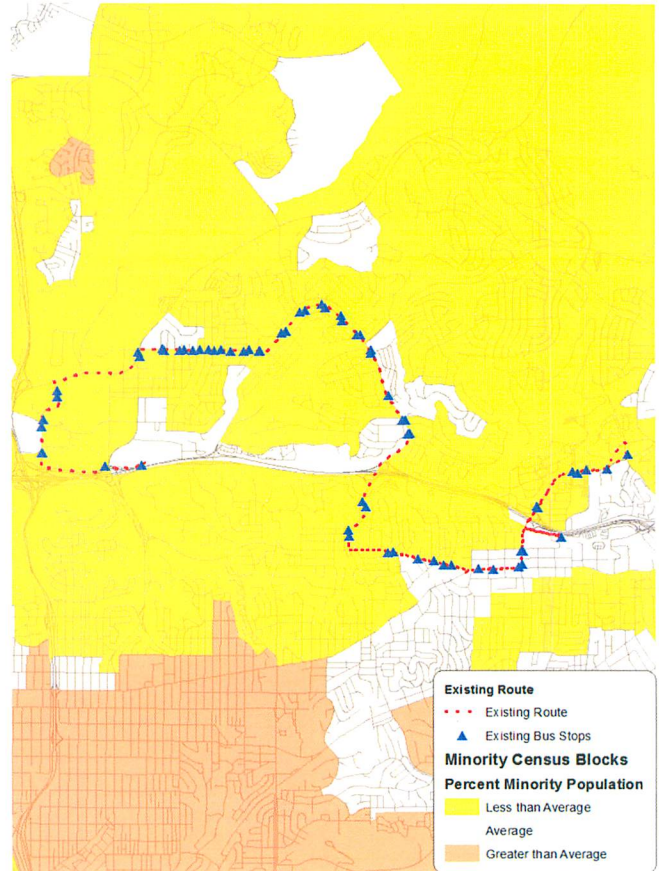 Existing Route
Existing Route
Existing Bus Stops
Minority Census Blocks
Percent Minority Population
Less than Average
Average
Greater than Average